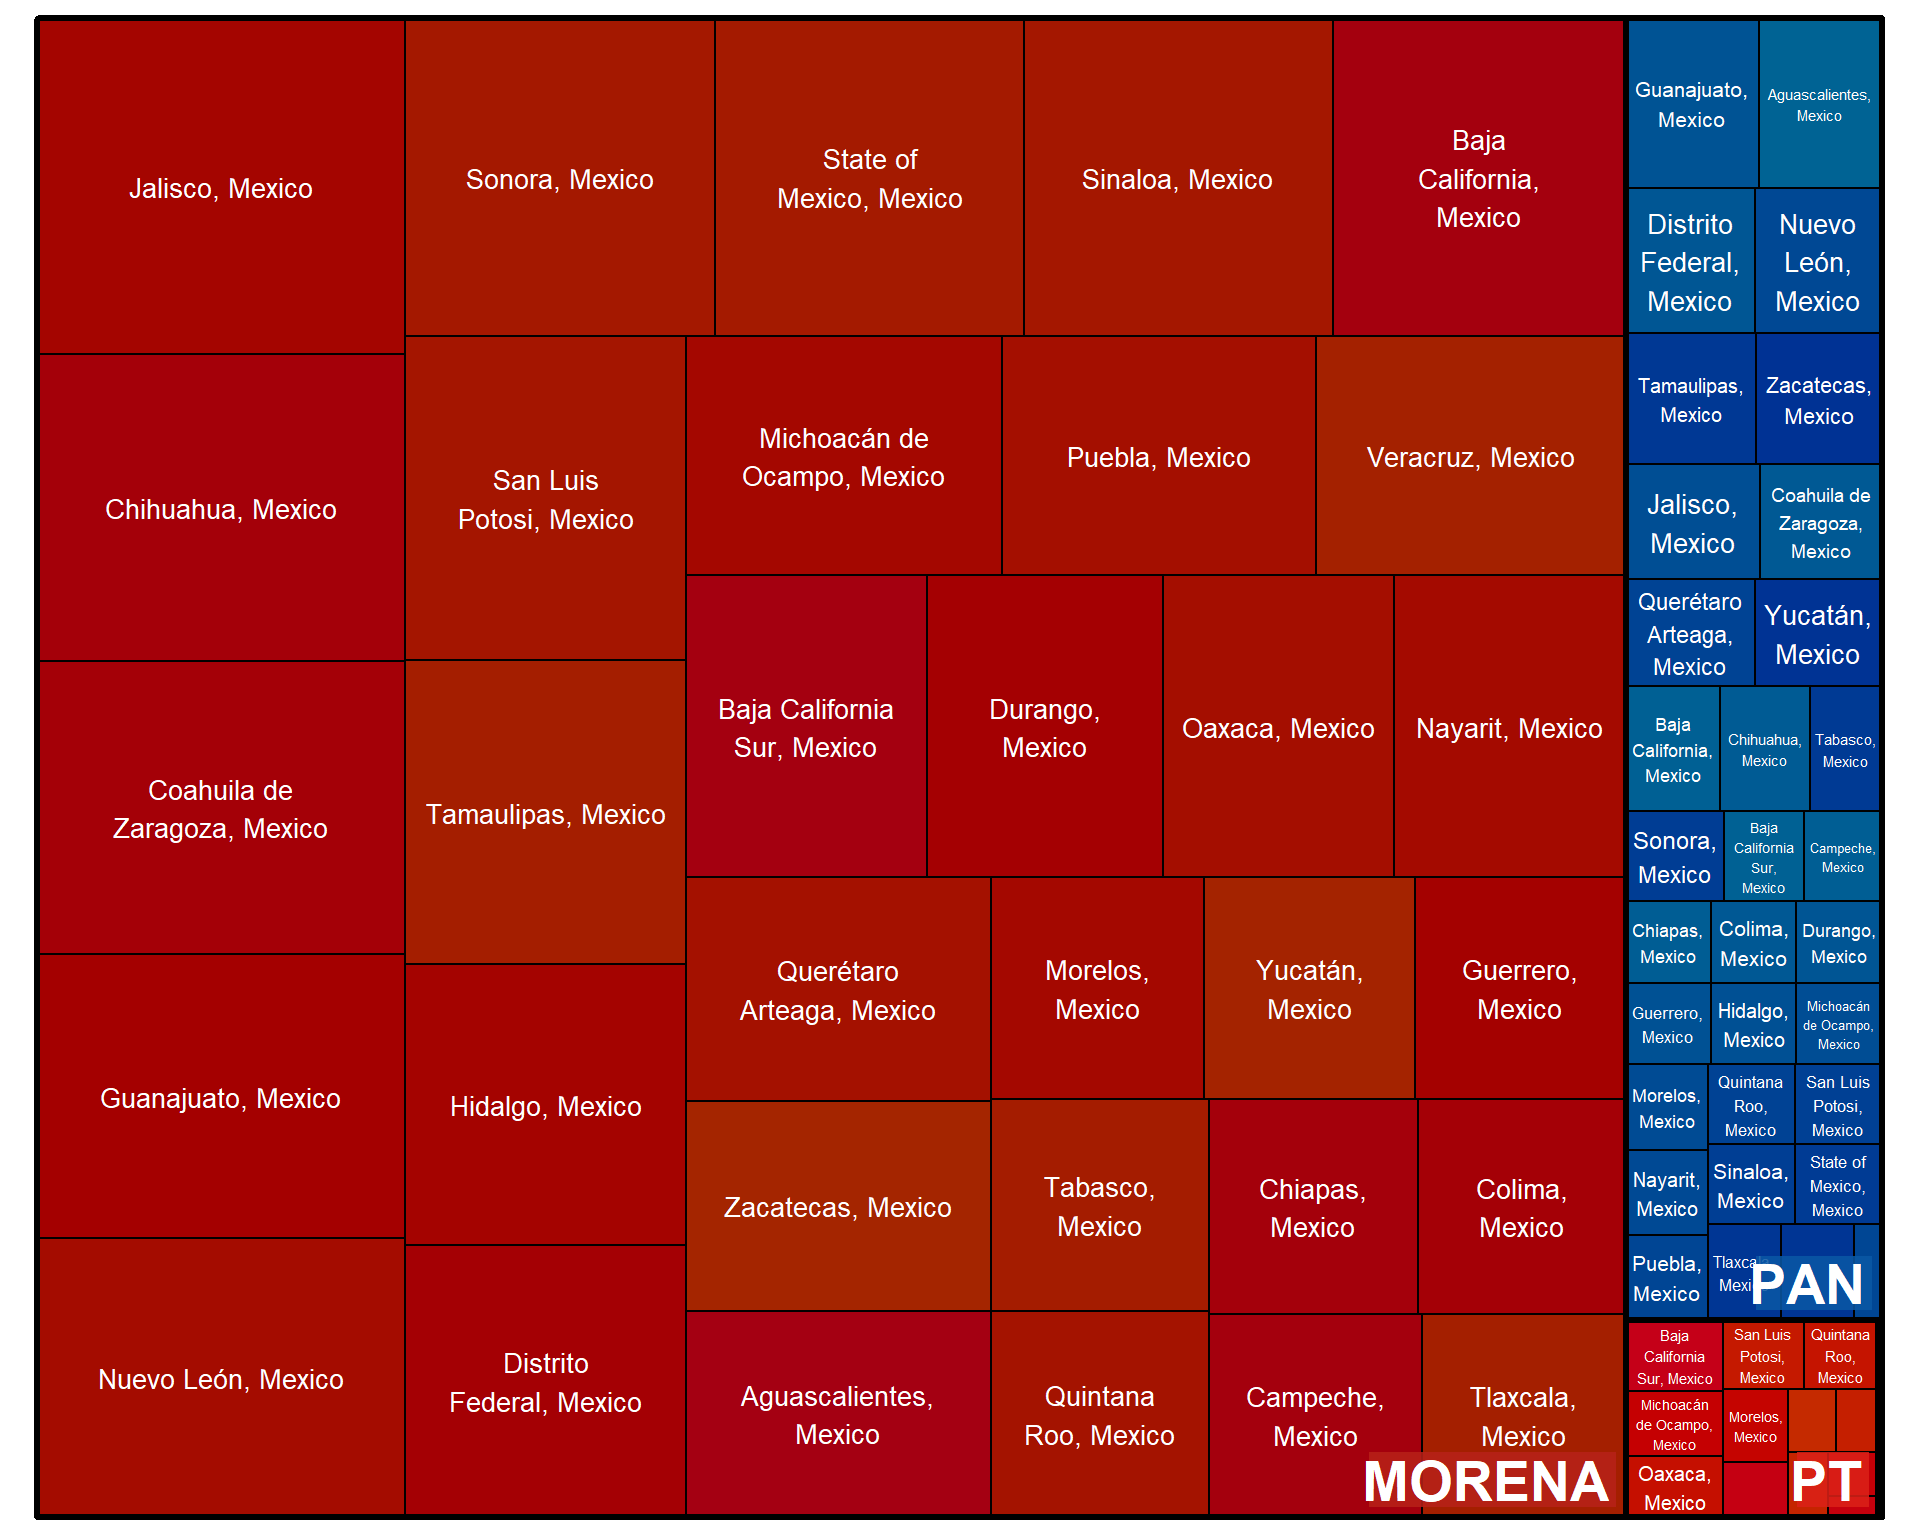 Jalisco, Mexico
Chihuahua, Mexico
Coahuila de
Zaragoza, Mexico
Guanajuato, Mexico
Nuevo León, Mexico
Sonora, Mexico
State of
Mexico, Mexico
Sinaloa, Mexico
Baja
California,
Mexico
San Luis
Potosi, Mexico
Tamaulipas, Mexico
Hidalgo, Mexico
Distrito
Federal, Mexico
Michoacán de
Ocampo, Mexico
Puebla, Mexico
Veracruz, Mexico
Baja California
Sur, Mexico
Durango,
Mexico
Oaxaca, Mexico
Nayarit, Mexico
Querétaro
Arteaga, Mexico
Morelos,
Mexico
Yucatán,
Mexico
Guerrero,
Mexico
Zacatecas, Mexico
Tabasco,
Mexico
Chiapas,
Mexico
Colima,
Mexico
Aguascalientes,
Mexico
Quintana
Roo, Mexico
Campeche,
Mexico
Tlaxcala,
Mexico
MORENA
Guanajuato,
Mexico
Aguascalientes,
Mexico
Distrito
Federal,
Mexico
Nuevo
León,
Mexico
Tamaulipas,
Mexico
Zacatecas,
Mexico
Jalisco,
Mexico
Coahuila de
Zaragoza,
Mexico
Querétaro
Arteaga,
Mexico
Yucatán,
Mexico
Baja
California,
Mexico
Chihuahua,
Mexico
Tabasco,
Mexico
Sonora,
Mexico
Baja
California
Sur,
Mexico
Campeche,
Mexico
Chiapas,
Mexico
Colima,
Mexico
Durango,
Mexico
Guerrero,
Mexico
Hidalgo,
Mexico
Michoacán
de Ocampo,
Mexico
Morelos,
Mexico
Quintana
Roo,
Mexico
San Luis
Potosi,
Mexico
Nayarit,
Mexico
Sinaloa,
Mexico
State of
Mexico,
Mexico
Puebla,
Mexico
PAN
Baja
California
Sur, Mexico
San Luis
Potosi,
Mexico
Quintana
Roo,
Mexico
Michoacán
de Ocampo,
Mexico
Morelos,
Mexico
Oaxaca,
Mexico
PT